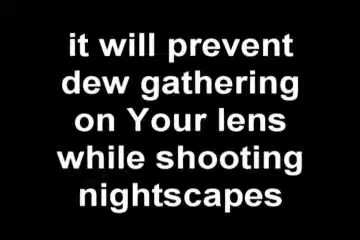 it will prevent
dew gathering
on Your lens
while shooting
nightscapes